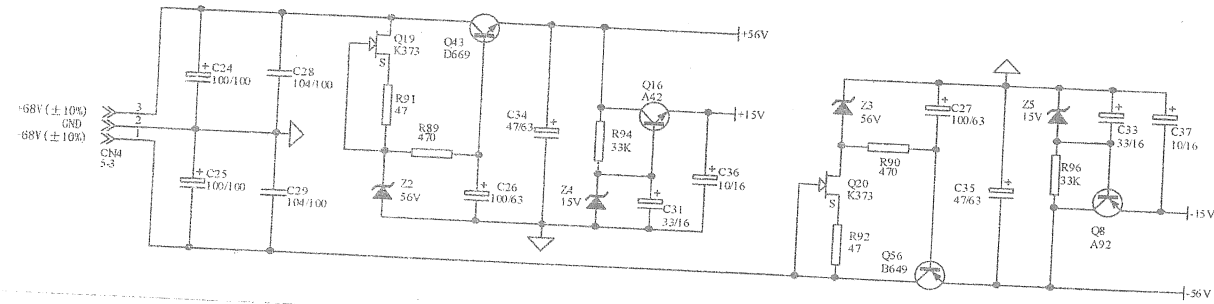 +68V(±10%)
GND
-68V(±10%)
3
2
1
CN4
5-3
C24
100/100
C28
104/100
C25
100/100
C29
104/100
Q19
K373
S
R91
47
R89
470
Z2
56V
Q43
D669
C26
100/63
C34
47/63
R94
33K
Z4
15V
Q16
A42
C31
33/16
C36
10/16
+56V
+15V
Z3
56V
C27
100/63
R90
470
Q20
K373
S
R92
47
Q56
B649
C35
47/63
Z5
15V
R96
33K
C33
33/16
C37
10/16
Q8
A92
-15V
-56V